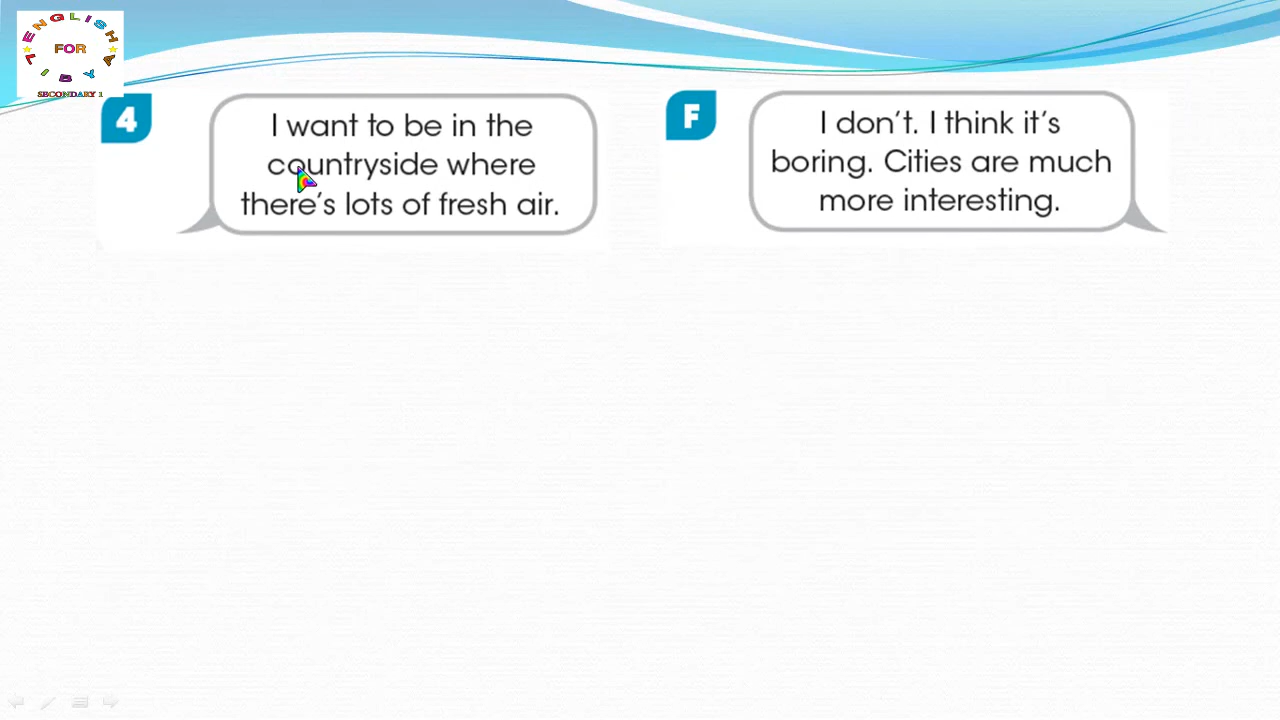 ENGLISH
FOR
LIBYA
SECONDARY 1
4
I want to be in the
countryside where
there's lots of fresh air.
F
I don't. I think it's
boring. Cities are much
more interesting.